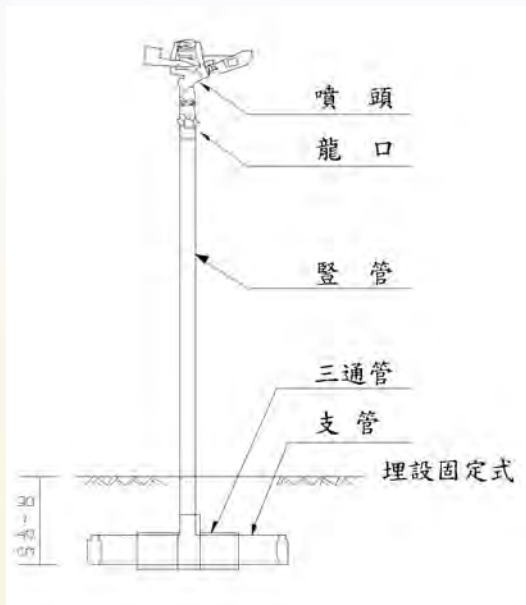 噴 頭
龍 口
豎 管
三通管
支 管
埋設固定式